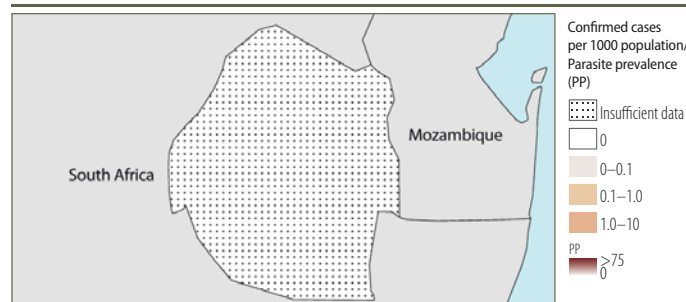 Confirmed cases
per 1000 population/
Parasite prevalence
(PP)
Insufficient data
0
0–0.1
0.1–1.0
1.0–10
PP
>75
0
Mozambique
South Africa